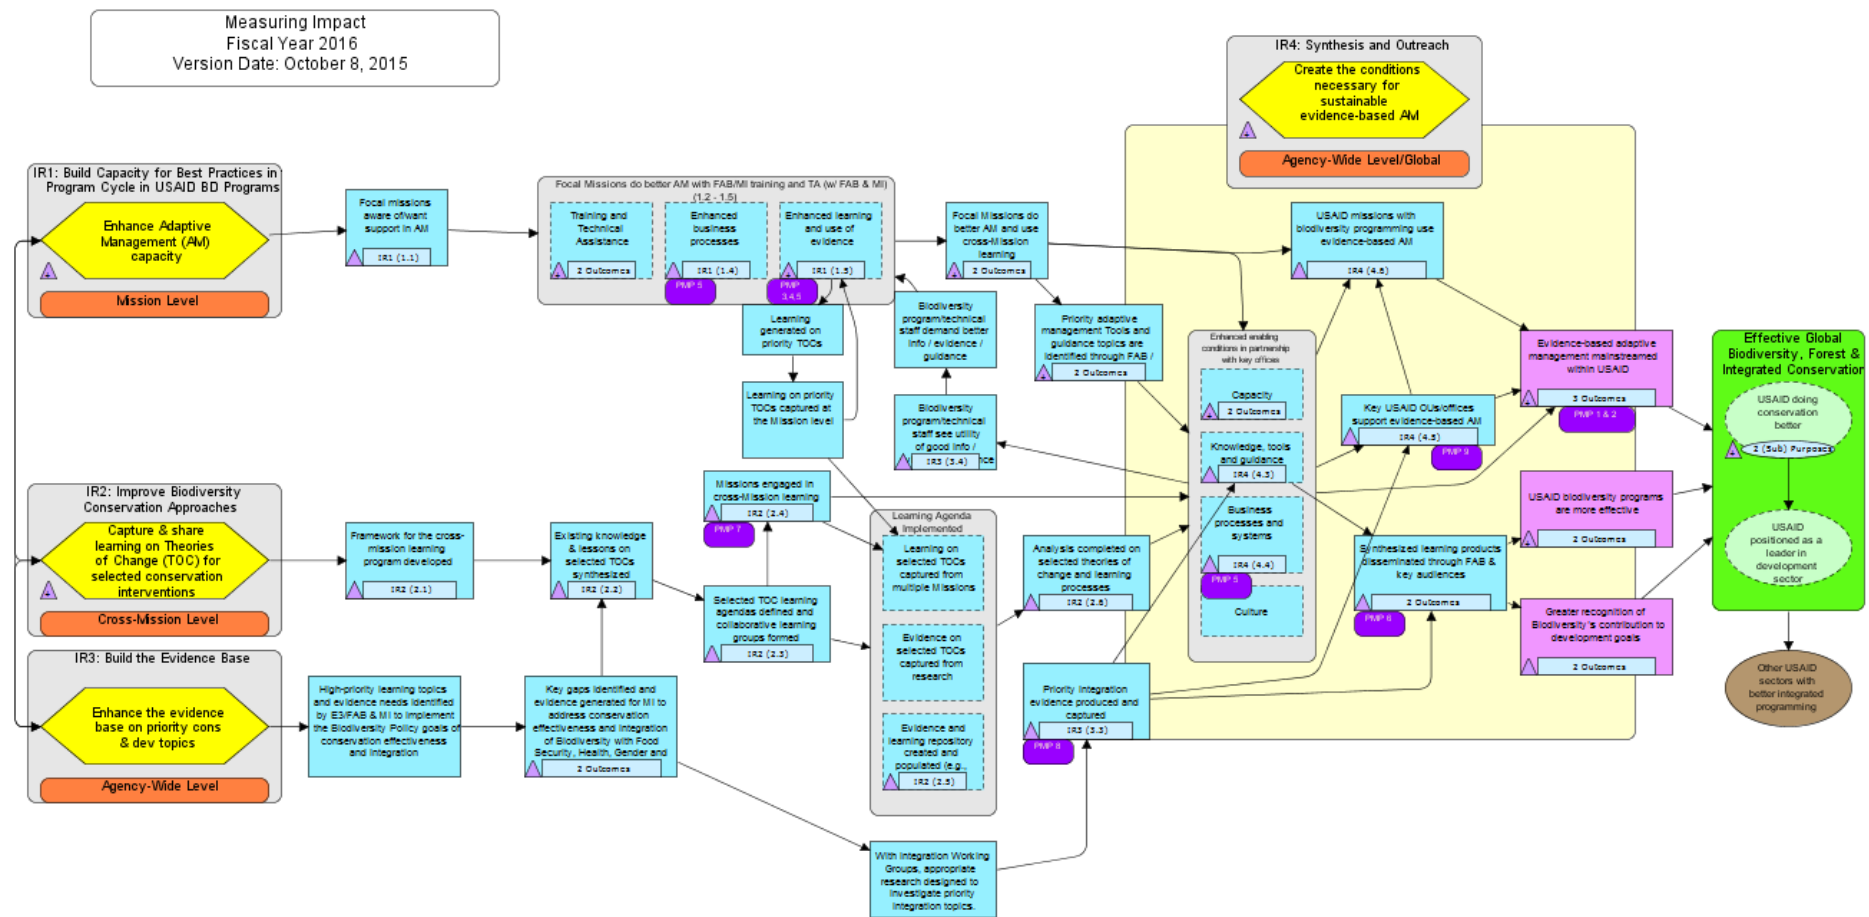 Measuring Impact
Fiscal Year 2016
Version Date: October 8, 2015
IR4: Synthesis and Outreach
Create the conditions
necessary for
sustainable
evidence-based AM
Agency-Wide Level/Global
IR1: Build Capacity for Best Practices in
Program Cycle in USAID BD Programs
Enhance Adaptive
Management (AM)
capacity
Mission Level
Focal missions
aware of/want
support in AM
IR1 (1.1)
Focal Missions do better AM with FAB/MI training and TA (w/ FAB & MI)
(1.2 - 1.5)
Training and
Technical
Assistance
2 Outcomes
Enhanced
business
processes
IR1 (1.4)
PMP 5
Enhanced learning
and use of
evidence
IR1 (1.5)
PMP
3,4,5
Focal Missions do
better AM and use
cross-Mission
learning
2 Outcomes
USAID missions with
biodiversity programming use
evidence-based AM
IR4 (4.6)
Learning
generated on
priority TOCs
Biodiversity
program/technical
staff demand better
info / evidence /
guidance
Priority adaptive
management Tools and
guidance topics are
identified through FAB /
2 Outcomes
Learning on priority
TOCs captured at
the Mission level
Biodiversity
program/technical
staff see utility
of good info /
nce
IR3 (3.4)
Enhanced enabling
conditions in partnership
with key offices
Capacity
2 Outcomes
Knowledge, tools
and guidance
IR4 (4.3)
Business
processes and
systems
IR4 (4.4)
PMP 5
Culture
Key USAID OUs/offices
support evidence-based AM
IR4 (4.5)
PMP 9
Evidence-based adaptive
management mainstreamed
within USAID
3 Outcomes
PMP 1 & 2
Effective Global
Biodiversity, Forest &
Integrated Conservation
USAID doing
conservation
better
2 (Sub) Purposes
USAID
positioned as a
leader in
development
sector
Other USAID
sectors with
better integrated
programming
IR2: Improve Biodiversity
Conservation Approaches
Capture & share
learning on Theories
of Change (TOC) for
selected conservation
interventions
Cross-Mission Level
Framework for the cross-
mission learning
program developed
IR2 (2.1)
Existing knowledge
& lessons on
selected TOCs
synthesized
IR2 (2.2)
Missions engaged in
cross-Mission learning
IR2 (2.4)
PMP 7
Selected TOC learning
agendas defined and
collaborative learning
groups formed
IR2 (2.3)
Learning Agenda
Implemented
Learning on
selected TOCs
captured from
multiple Missions
Evidence on
selected TOCs
captured from
research
Evidence and
learning repository
created and
populated (e.g.,
IR2 (2.5)
Analysis completed on
selected theories of
change and learning
processes
IR2 (2.6)
Synthesized learning products
disseminated through FAB &
key audiences
2 Outcomes
PMP 6
USAID biodiversity programs
are more effective
2 Outcomes
Greater recognition of
Biodiversity's contribution to
development goals
2 Outcomes
IR3: Build the Evidence Base
Enhance the evidence
base on priority cons
& dev topics
Agency-Wide Level
High-priority learning topics
and evidence needs identified
by E3/FAB & MI to implement
the Biodiversity Policy goals of
conservation effectiveness
and integration
Key gaps identified and
evidence generated for MI to
address conservation
effectiveness and integration
of Biodiversity with Food
Security, Health, Gender and
2 Outcomes
Priority integration
evidence produced and
captured
IR3 (3.3)
PMP 8
With Integration Working
Groups, appropriate
research designed to
investigate priority
integration topics.